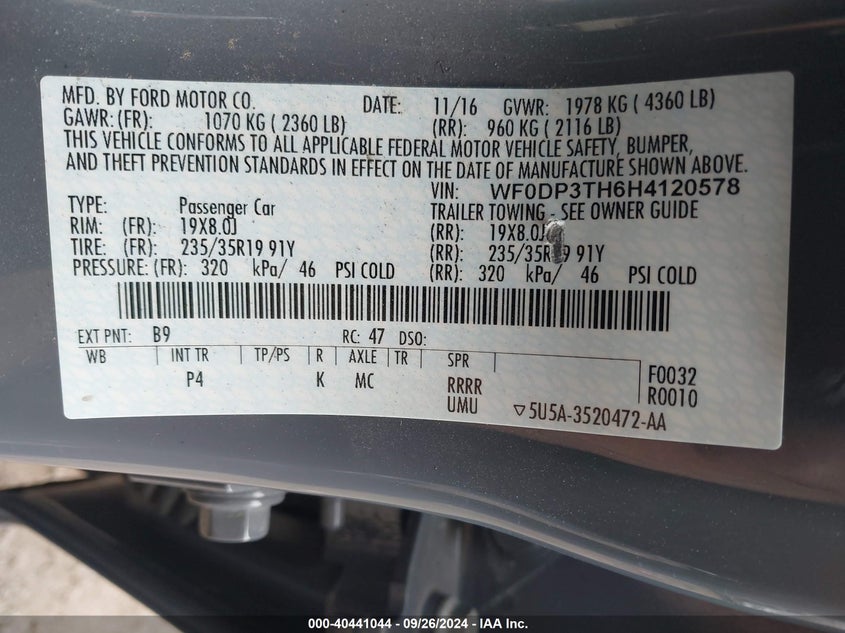 MFD. BY FORD MOTOR CO. DATE: 11/16 GVWR: 1978 KG ( 4360 LB)
GAWR: (FR): 1070 KG ( 2360 LB) (RR): 960 KG ( 2116 LB)
THIS VEHICLE CONFORMS TO ALL APPLICABLE FEDERAL MOTOR VEHICLE SAFETY, BUMPER,
AND THEFT PREVENTION STANDARDS IN EFFECT ON THE DATE OF MANUFACTURE SHOWN ABOVE.
VIN: WF0DP3TH6H4120578
TYPE: Passenger Car TRAILER TOWING - SEE OWNER GUIDE
RIM: (FR): 19X8.0J (RR): 19X8.0J
TIRE: (FR): 235/35R19 91Y (RR): 235/35R19 91Y
PRESSURE: (FR): 320 kPa/ 46 PSI COLD (RR): 320 kPa/ 46 PSI COLD
EXT PNT: B9 RC: 47 DSO:
WB INT TR TP/PS R AXLE TR SPR F0032
P4 K MC RRRR R0010
UMU ▽5U5A-3520472-AA
000-40441044 - 09/26/2024 - IAA Inc.